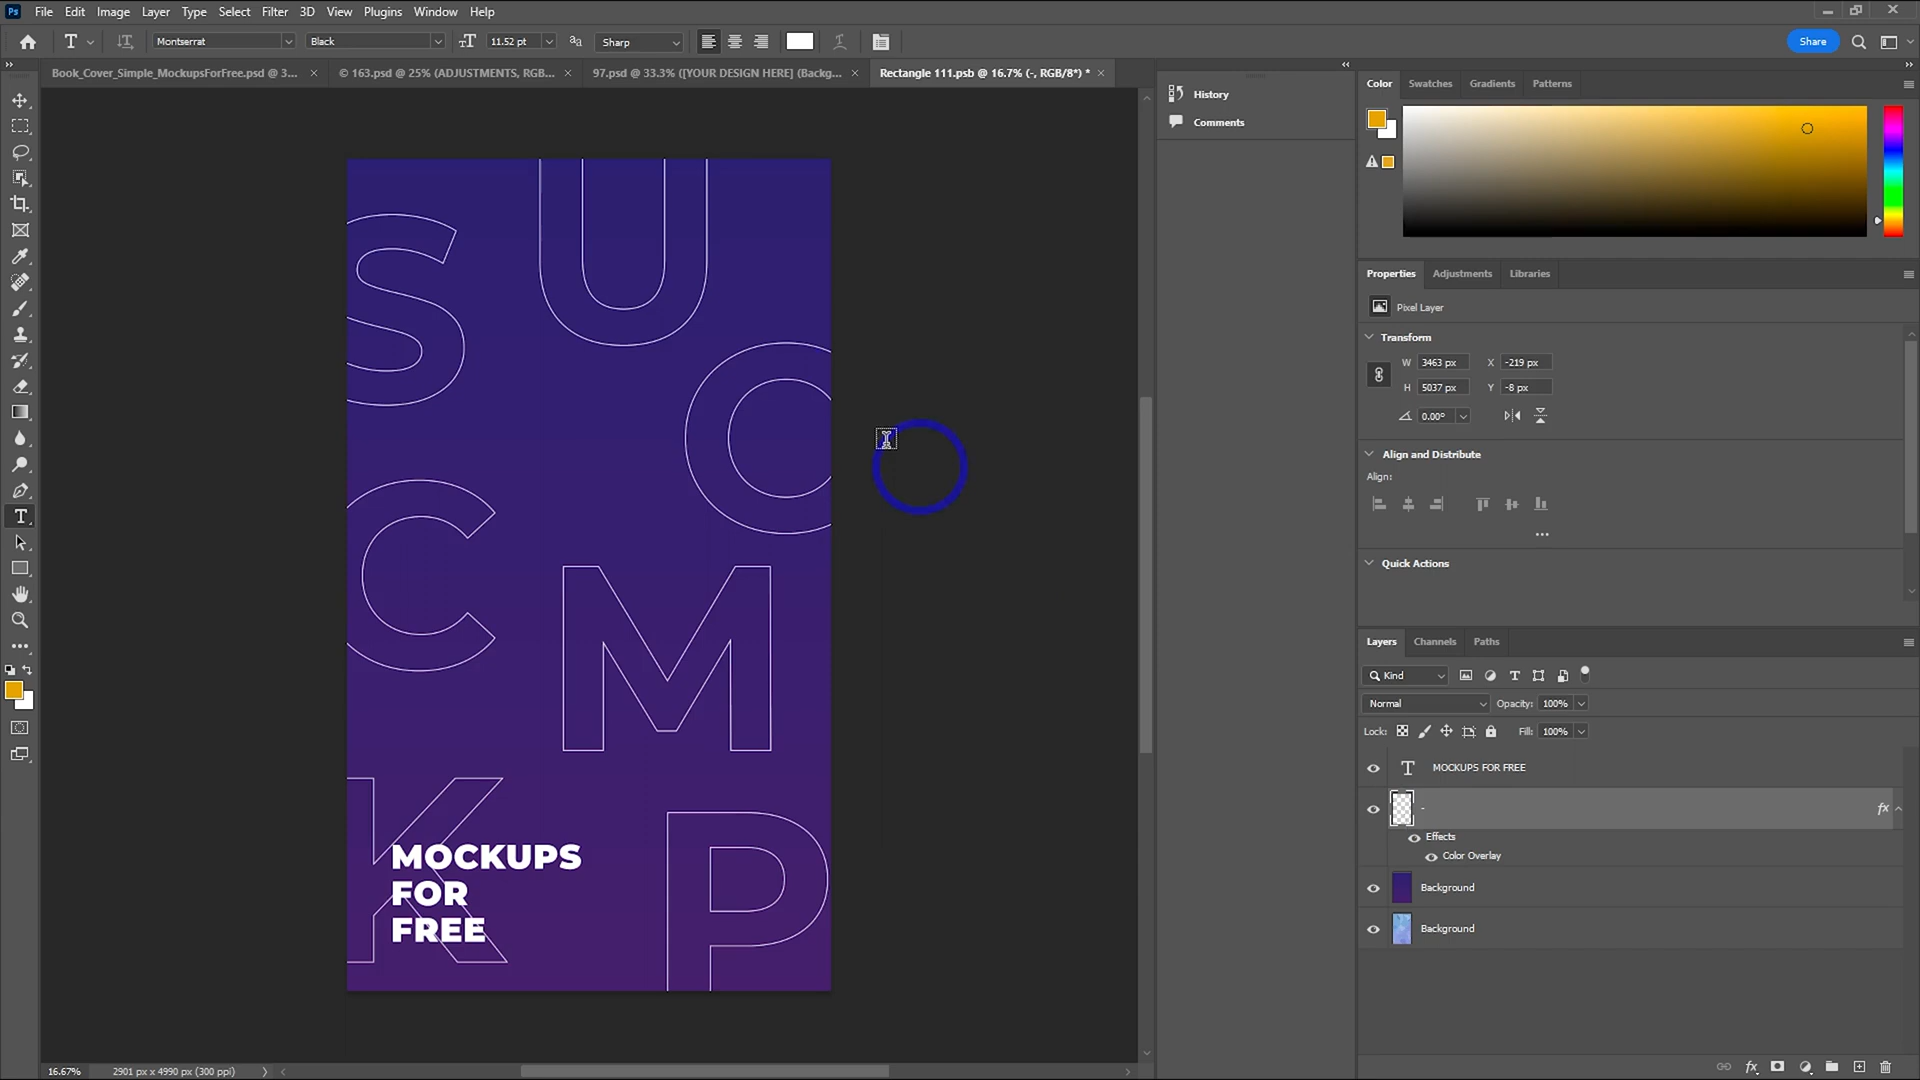 Ps File Edit Image Layer Type Select Filter 3D View Plugins Window Help
T Montserrat Black 11.52 pt Sharp Share
Book_Cover_Simple_MockupsForFree.psd @ 3... © 163.psd @ 25% (ADJUSTMENTS, RGB... 97.psd @ 33.3% ([YOUR DESIGN HERE] (Backg... Rectangle 111.psb @ 16.7% (-, RGB/8*) *
History
Comments
Color Swatches Gradients Patterns
Properties Adjustments Libraries
Pixel Layer
Transform
W 3463 px X -219 px
H 5037 px Y -8 px
0.00°
Align and Distribute
Align:
Quick Actions
Layers Channels Paths
Kind
Normal Opacity: 100%
Lock: Fill: 100%
T MOCKUPS FOR FREE
- fx
Effects
Color Overlay
Background
Background
S U
O
C
M
K P
MOCKUPS
FOR
FREE
16.67% 2901 px x 4990 px (300 ppi)